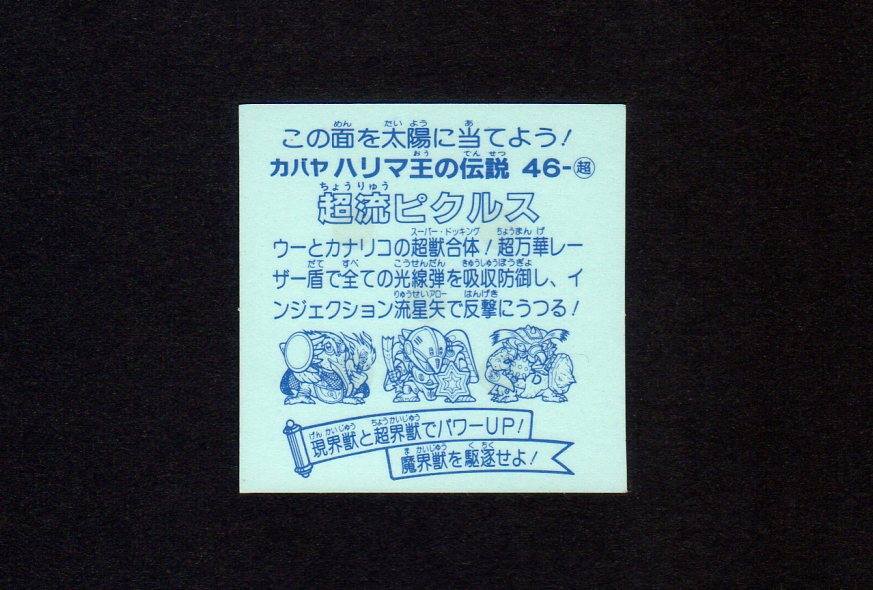 この面を太陽に当てよう!
カバヤ ハリマ王の伝説 46-超
超流ピクルス
ウーとカナリコの超獣合体!超万華レー
ザー盾で全ての光線弾を吸収防御し、イ
ンジェクション流星矢で反撃にうつる!
現界獣と超界獣でパワーUP!
魔界獣を駆逐せよ!